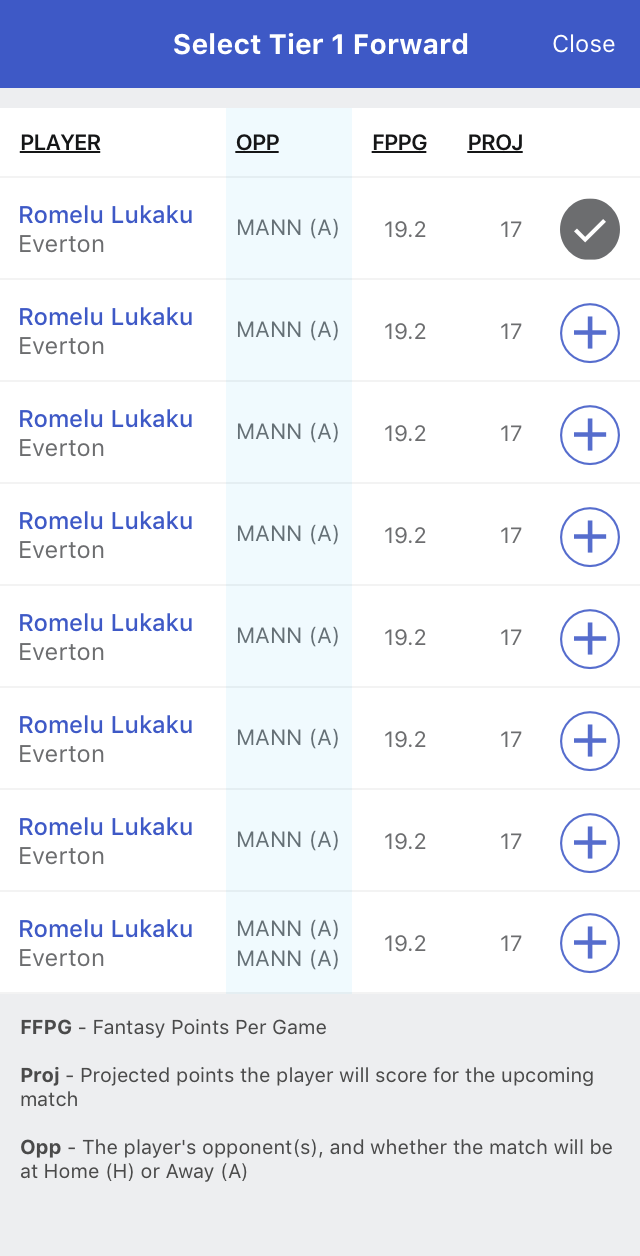 Select Tier 1 Forward Close
PLAYER OPP FPPG PROJ
Romelu Lukaku
Everton MANN (A) 19.2 17
Romelu Lukaku
Everton MANN (A) 19.2 17
Romelu Lukaku
Everton MANN (A) 19.2 17
Romelu Lukaku
Everton MANN (A) 19.2 17
Romelu Lukaku
Everton MANN (A) 19.2 17
Romelu Lukaku
Everton MANN (A) 19.2 17
Romelu Lukaku
Everton MANN (A) 19.2 17
Romelu Lukaku MANN (A)
Everton MANN (A) 19.2 17
FFPG - Fantasy Points Per Game
Proj - Projected points the player will score for the upcoming
match
Opp - The player's opponent(s), and whether the match will be
at Home (H) or Away (A)